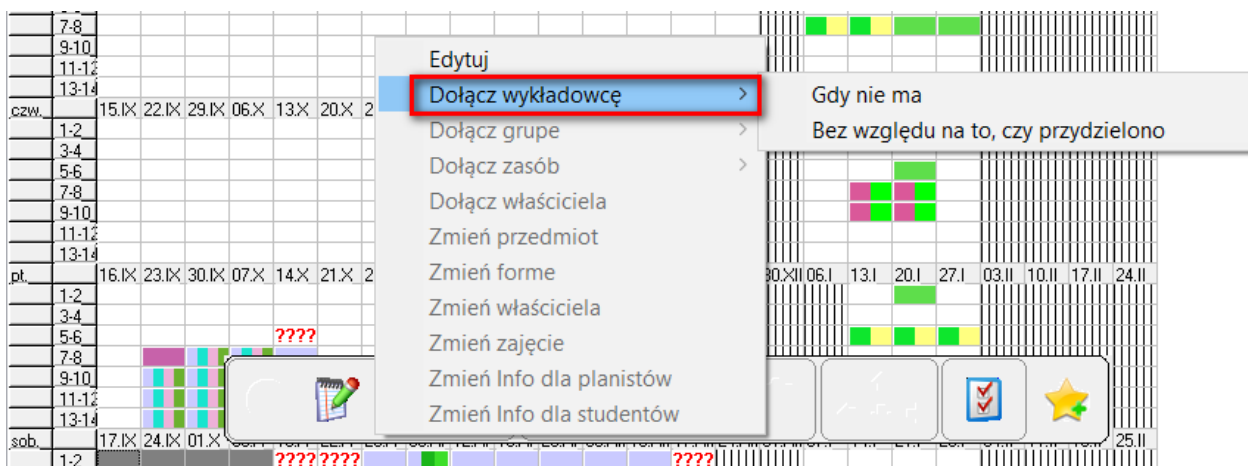 7-8
9-10
11-12
13-14
czw. 15.IX 22.IX 29.IX 06.X 13.X 20.X 2
1-2
3-4
5-6
7-8
9-10
11-12
13-14
pt. 16.IX 23.IX 30.IX 07.X 14.X 21.X 2 30.XII 06.I 13.I 20.I 27.I 03.II 10.II 17.II 24.II
1-2
3-4
5-6 ????
7-8
9-10
11-12
13-14
sob. 17.IX 24.IX 01.X 25.II
1-2 ???? ???? ????
Edytuj
Dołącz wykładowcę >
Dołącz grupe >
Dołącz zasób >
Dołącz właściciela
Zmień przedmiot
Zmień forme
Zmień właściciela
Zmień zajęcie
Zmień Info dla planistów
Zmień Info dla studentów
Gdy nie ma
Bez względu na to, czy przydzielono